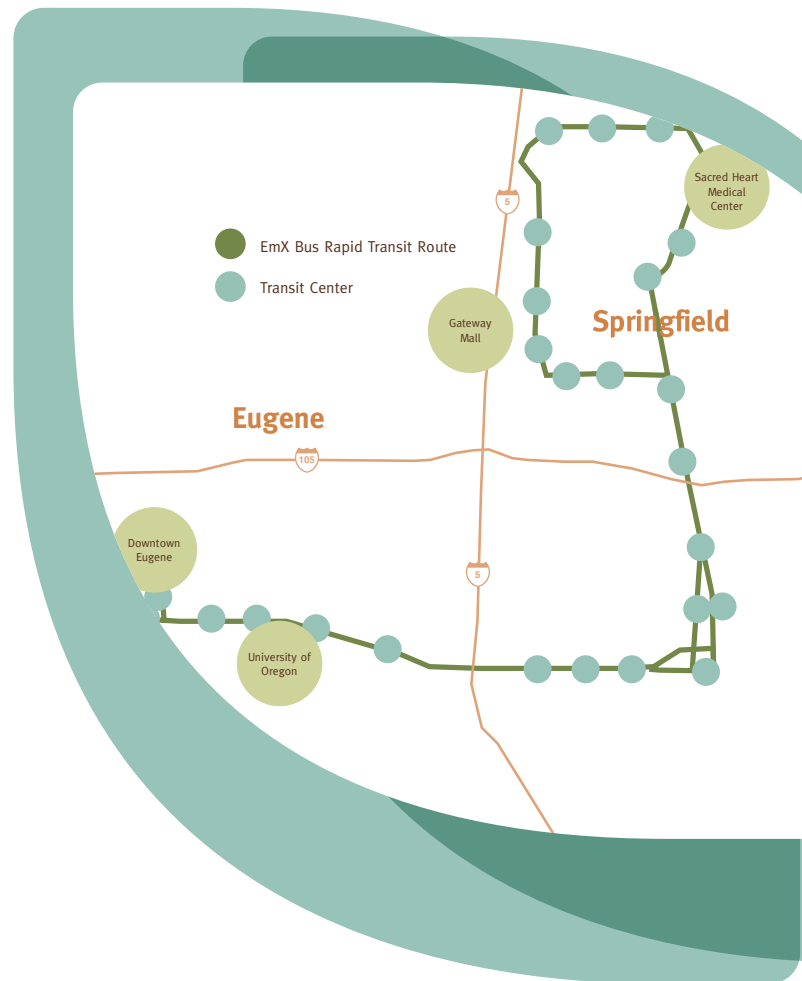 Sacred Heart
Medical
Center
5
EmX Bus Rapid Transit Route
Transit Center
Gateway
Mall
Springfield
Eugene
105
Downtown
Eugene
5
University of
Oregon